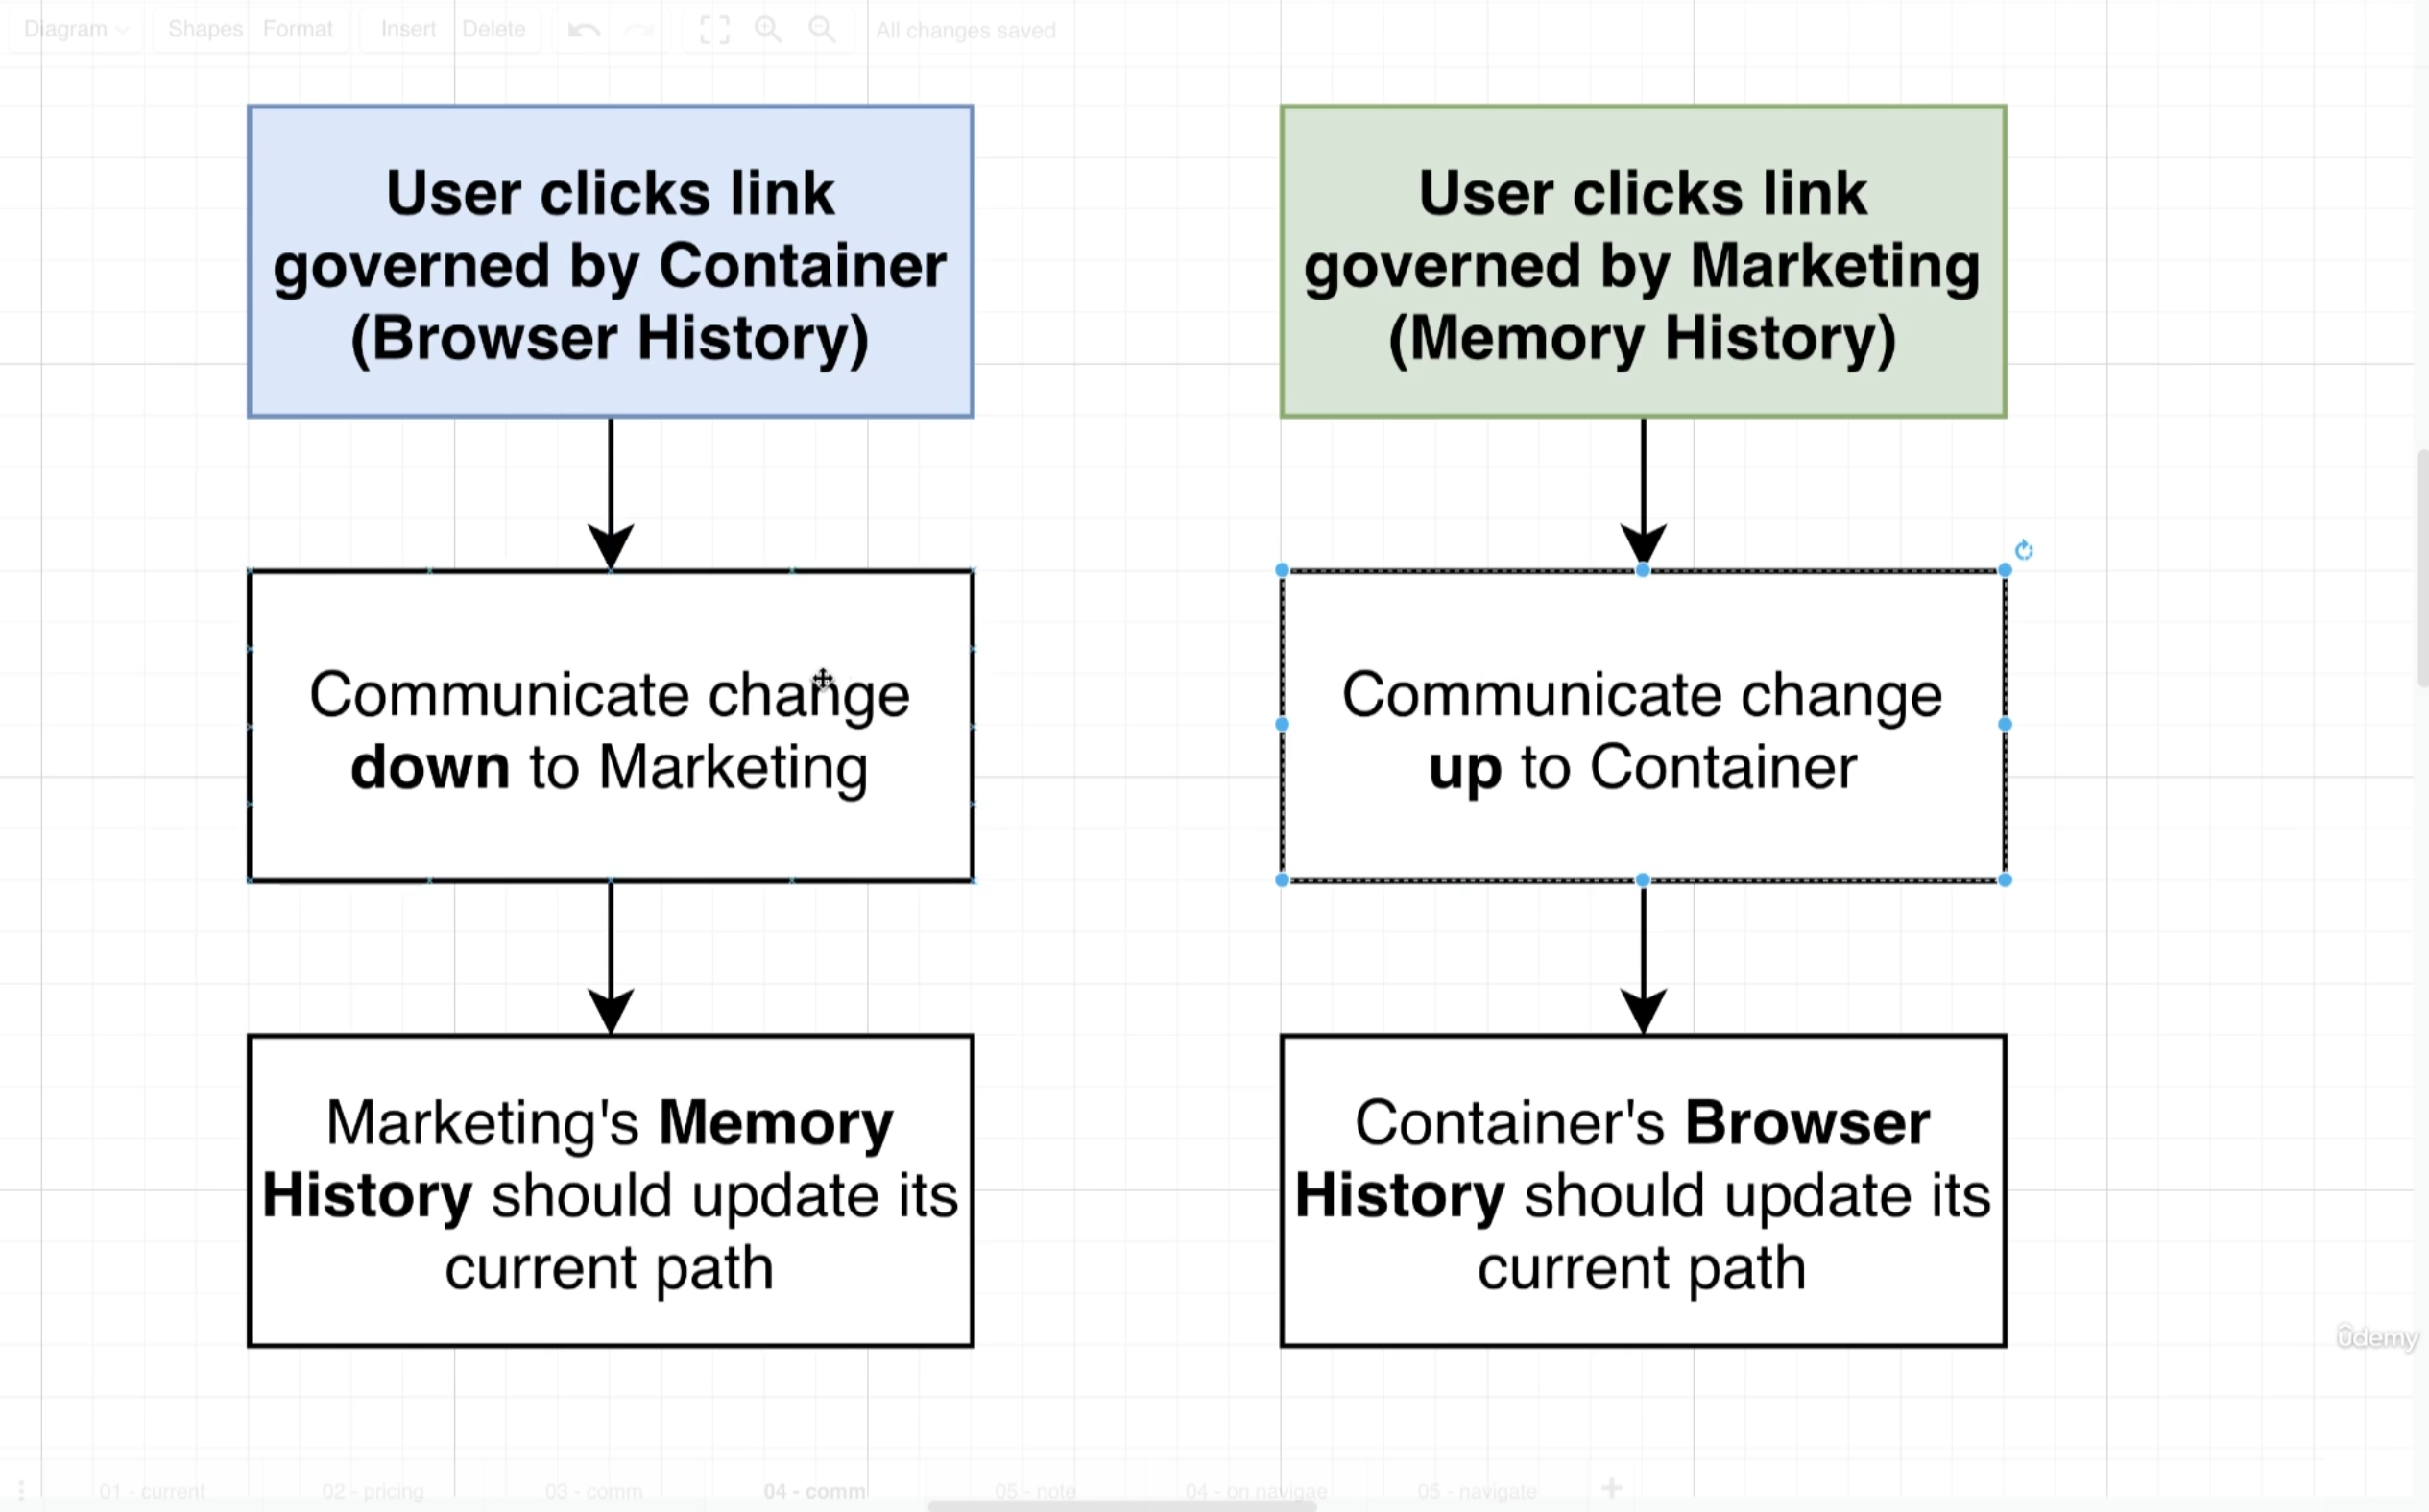 Diagram Shapes Format Insert Delete All changes saved
User clicks link
governed by Container
(Browser History)
User clicks link
governed by Marketing
(Memory History)
Communicate change
down to Marketing
Communicate change
up to Container
Marketing's Memory
History should update its
current path
Container's Browser
History should update its
current path
ûdemy
01 - current 02 - pricing 03 - comm 04 - comm 05 - note 04 - on navigae 05 - navigate